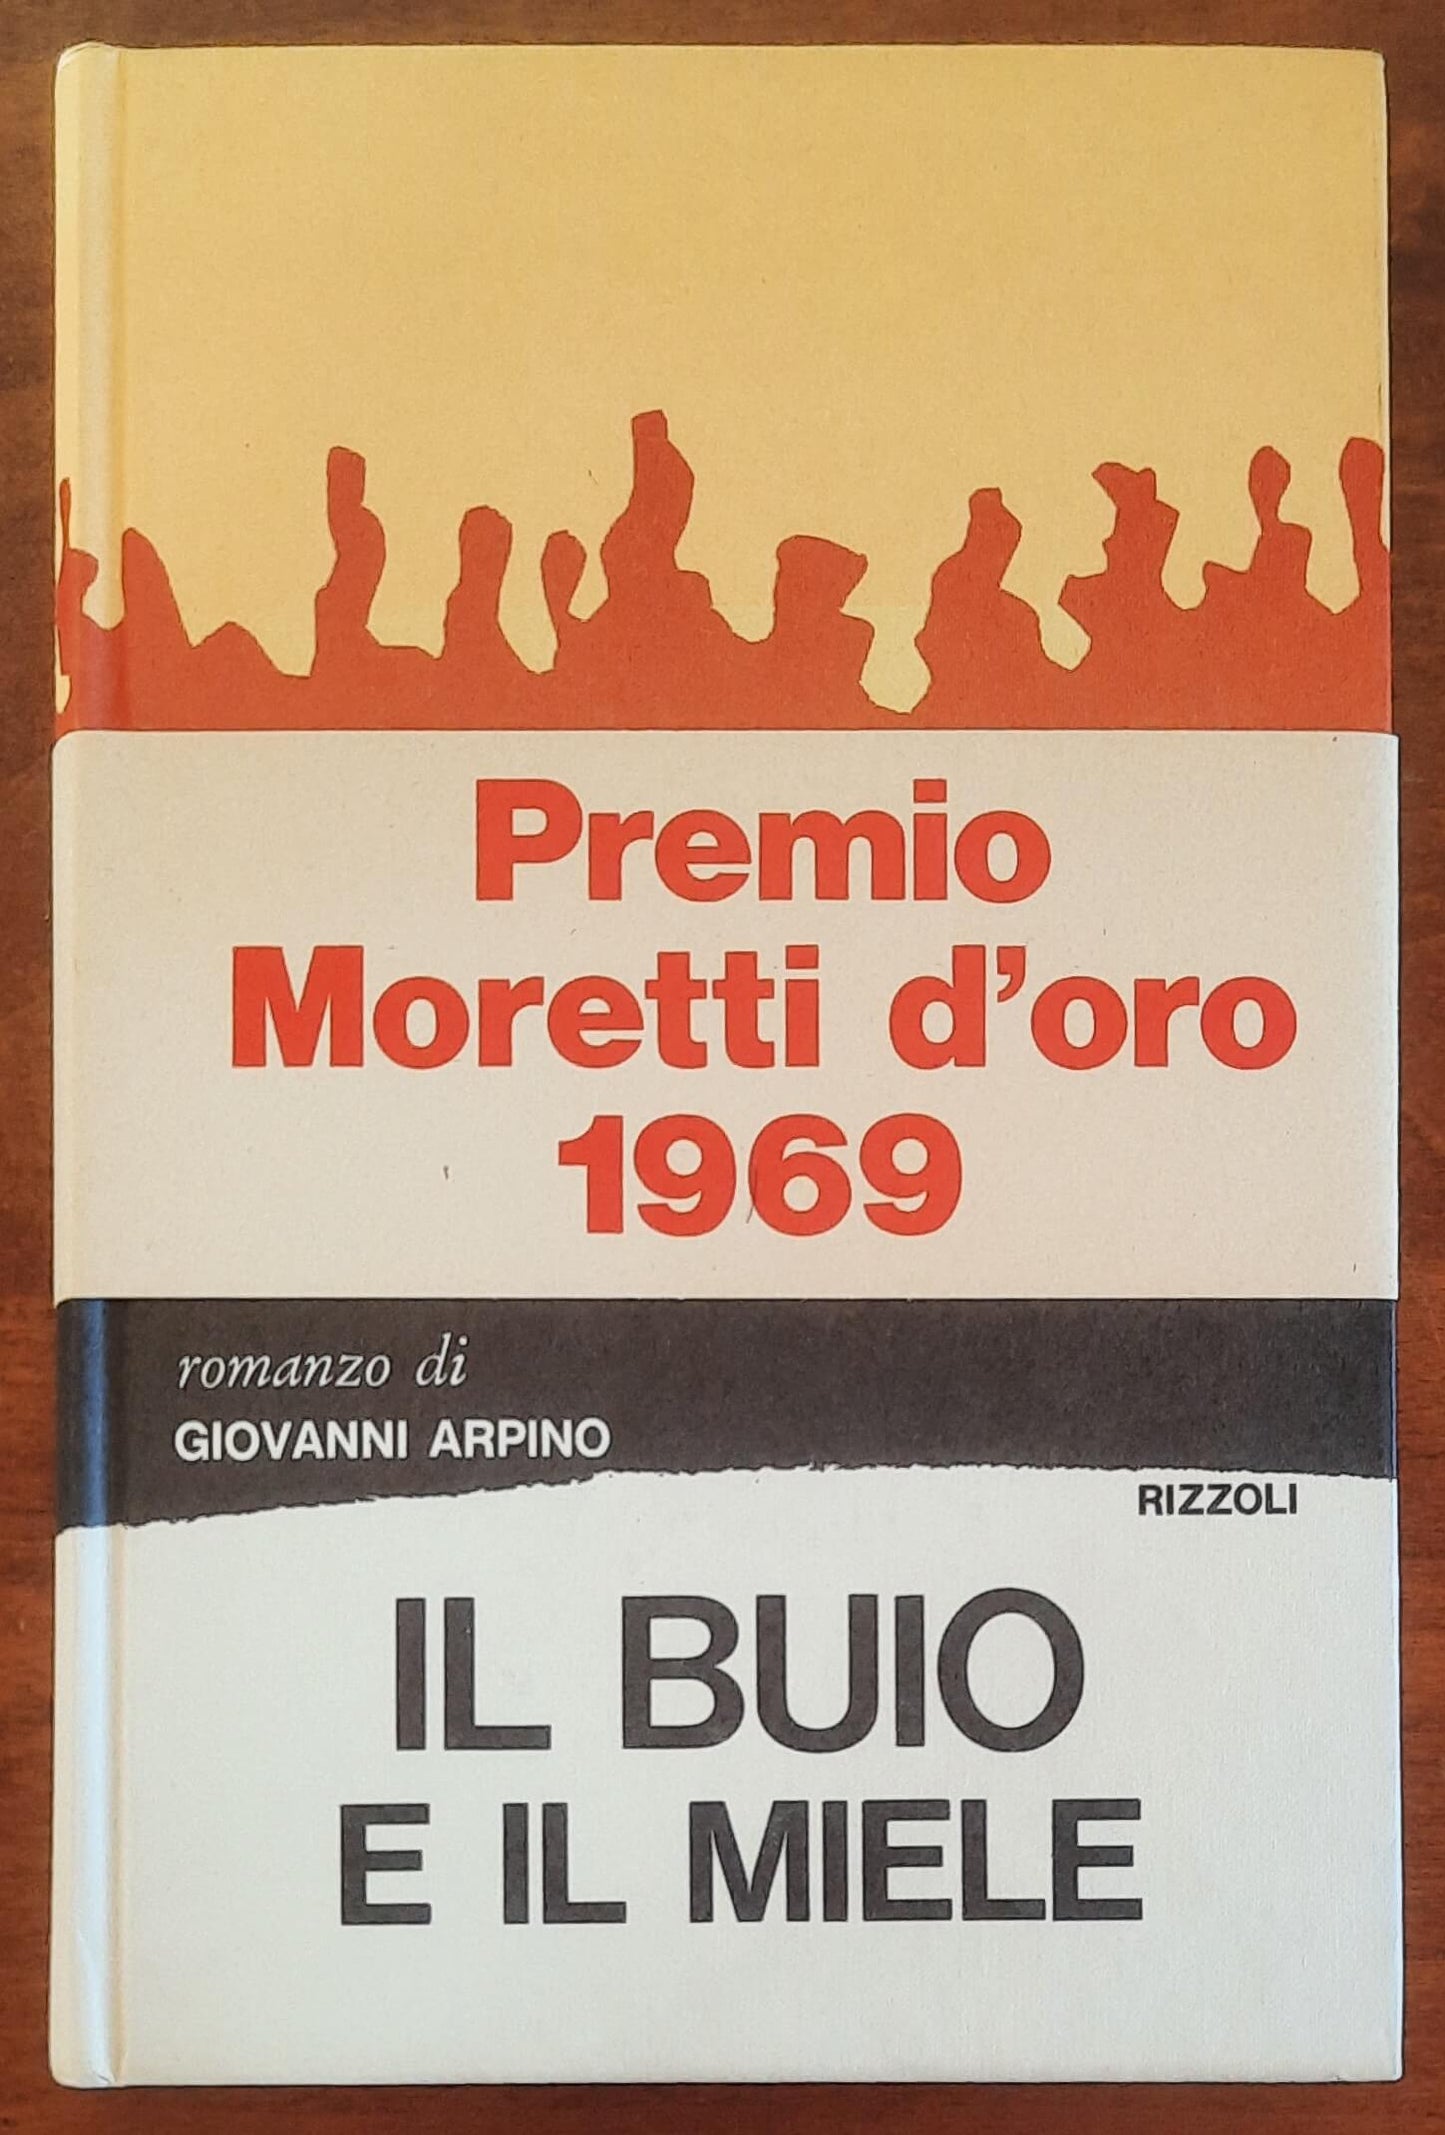 Premio
Moretti d'oro
1969
romanzo di
GIOVANNI ARPINO
RIZZOLI
IL BUIO
E IL MIELE